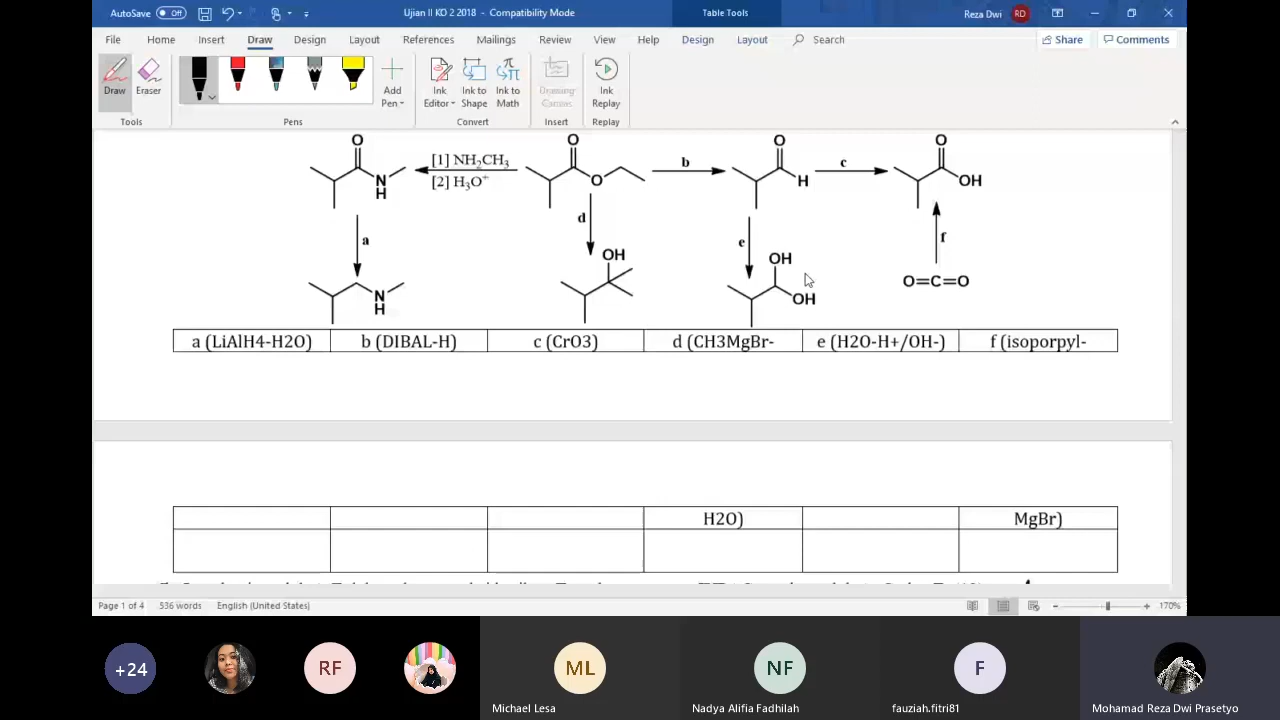 AutoSave Off
Ujian II KO 2 2018 - Compatibility Mode
Table Tools
Reza Dwi RD
File Home Insert Draw Design Layout References Mailings Review View Help Design Layout Search Share Comments
Draw Eraser Add Pen Ink Editor Ink to Shape Ink to Math Drawing Canvas Ink Replay
Tools Pens Convert Insert Replay
O O O O
[1] NH2CH3 b c
[2] H3O+
N H O H OH
a d e f
OH OH
O=C=O
N H OH
a (LiAlH4-H2O) b (DIBAL-H) c (CrO3) d (CH3MgBr- e (H2O-H+/OH-) f (isoporpyl-
H2O) MgBr)
Page 1 of 4 536 words English (United States) 170%
+24 RF ML NF F
Michael Lesa Nadya Alifia Fadhilah fauziah.fitri81 Mohamad Reza Dwi Prasetyo